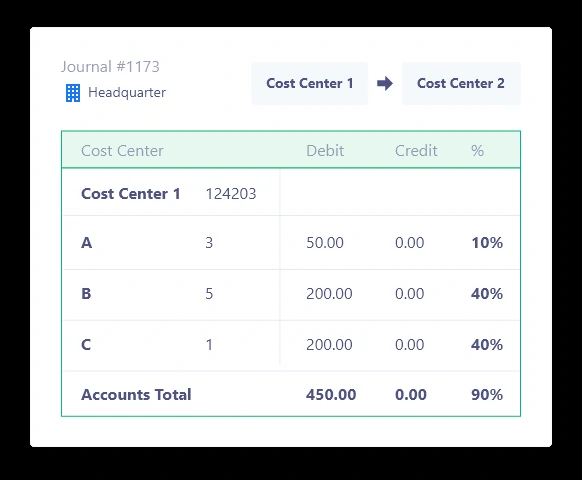 Journal #1173
Headquarter
Cost Center 1 Cost Center 2
Cost Center Debit Credit %
Cost Center 1 124203
A 3 50.00 0.00 10%
B 5 200.00 0.00 40%
C 1 200.00 0.00 40%
Accounts Total 450.00 0.00 90%